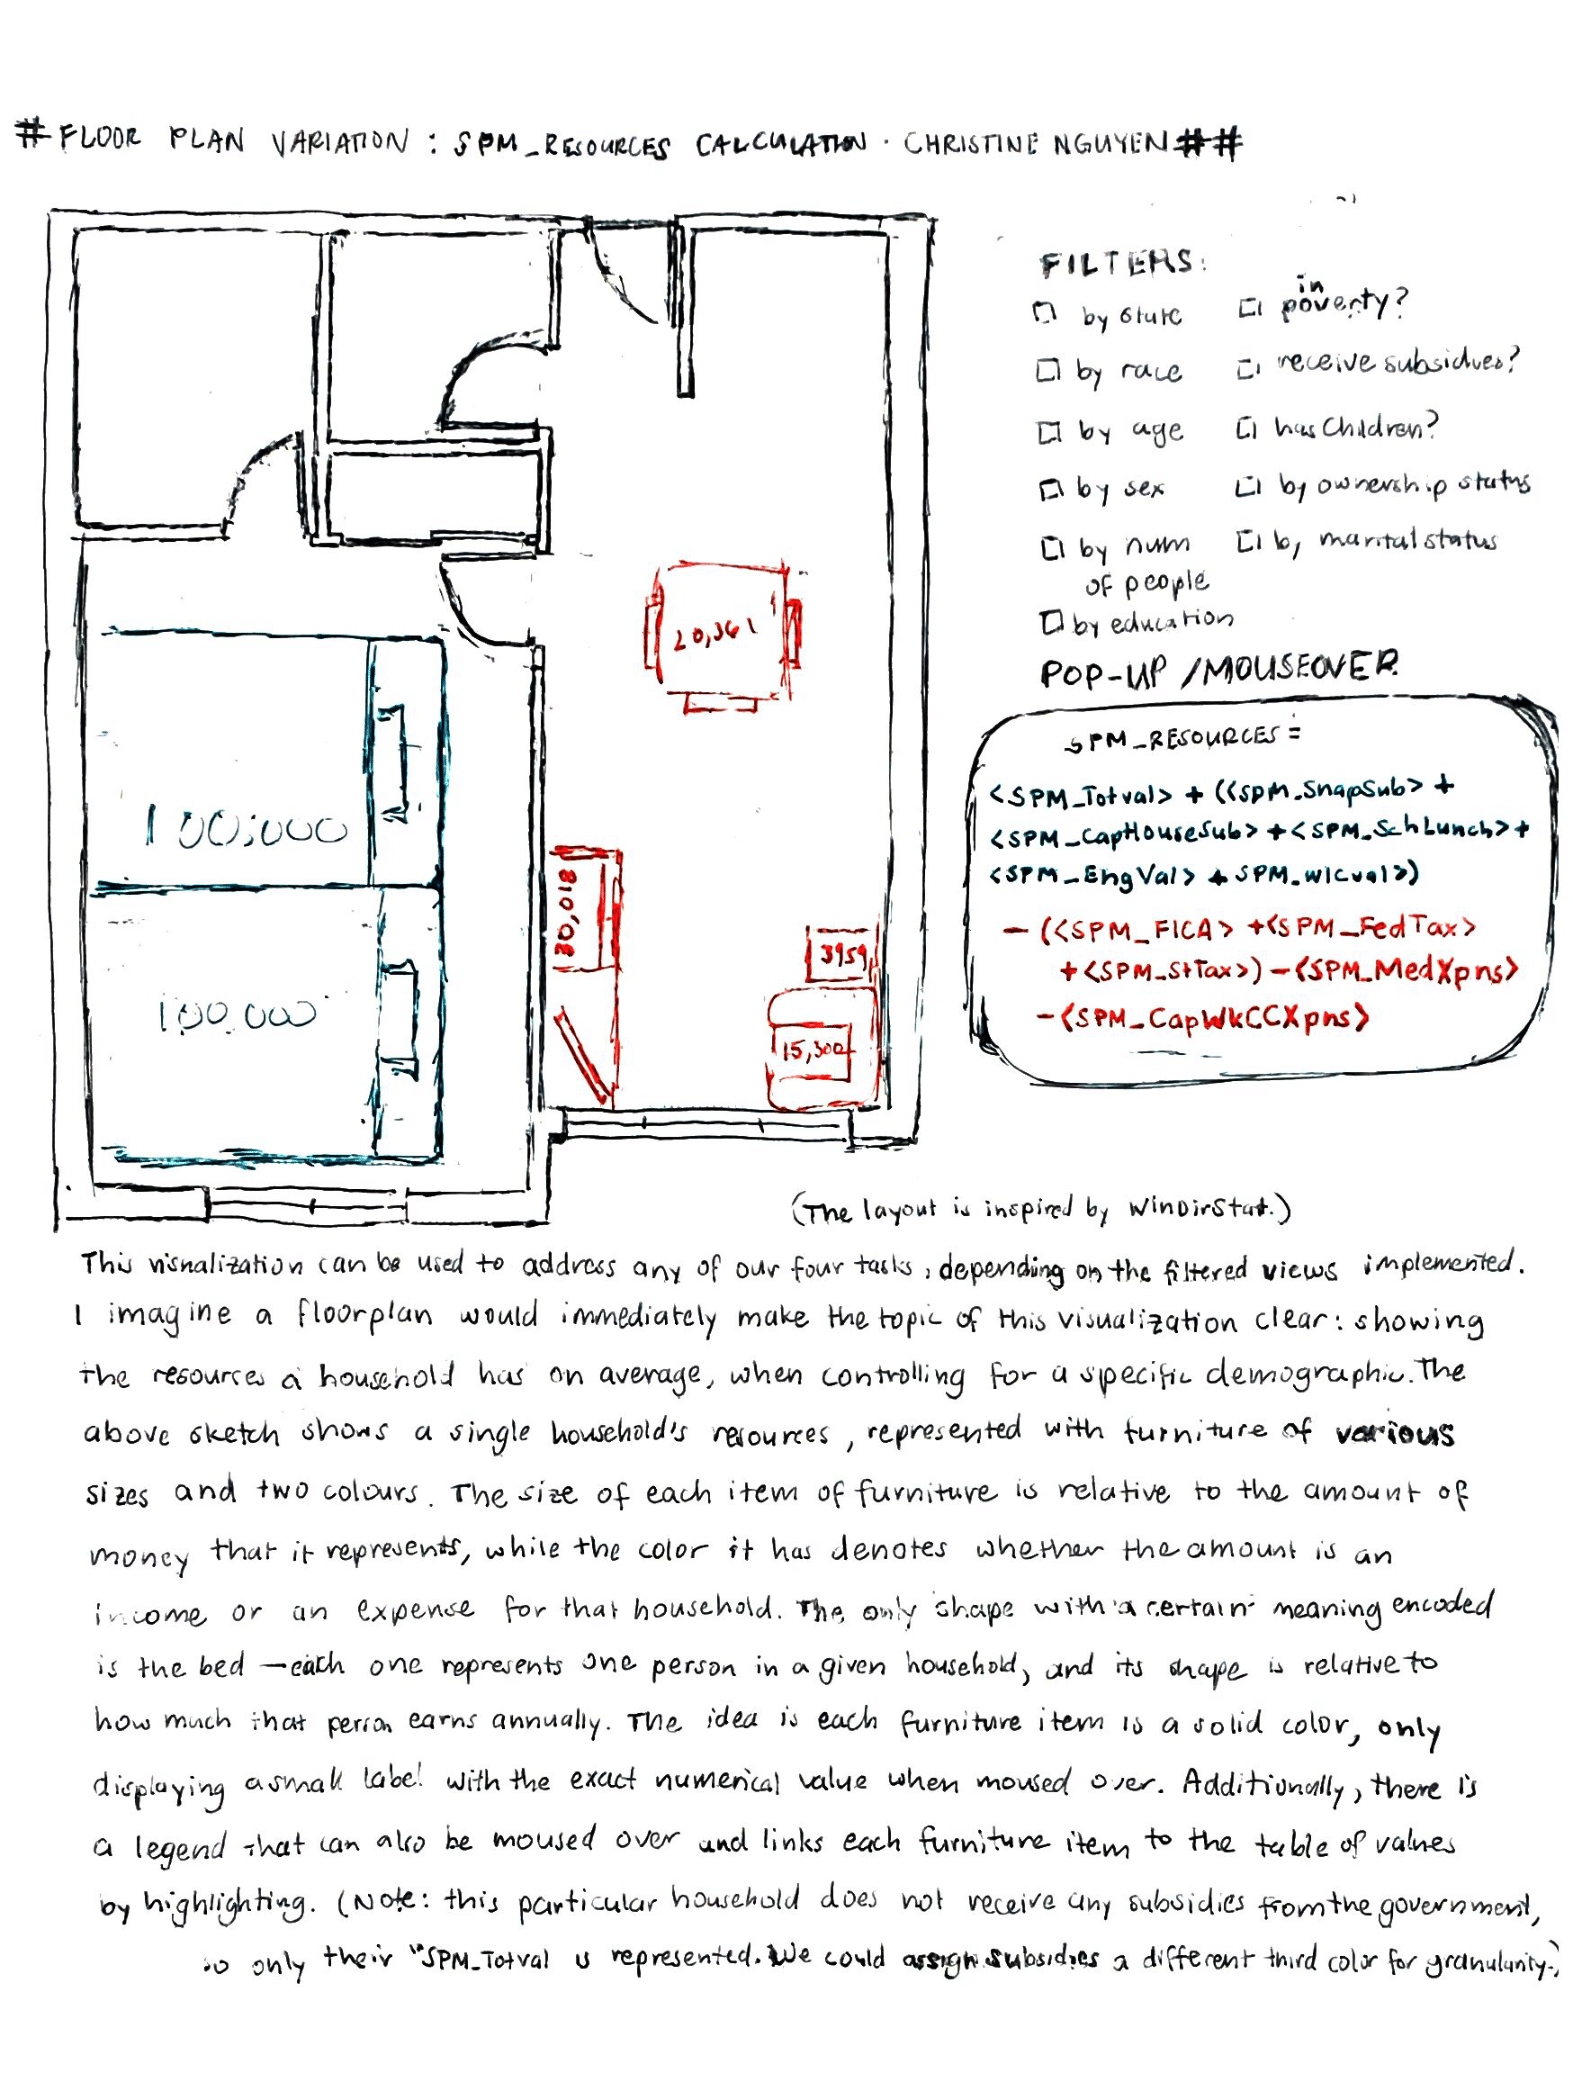 # FLOOR PLAN VARIATION : SPM_RESOURCES CALCULATION · CHRISTINE NGUYEN ##
FILTERS:
☐ by state
☐ in poverty?
☐ by race
☐ receive subsidies?
☐ by age
☐ has children?
☐ by sex
☐ by ownership status
☐ by num
of people
☐ by marital status
☐ by education
POP-UP /MOUSEOVER
SPM_RESOURCES =
<SPM_Totval> + (<SPM_SnapSub> +
<SPM_CapHouseSub> + <SPM_SchLunch> +
<SPM_EngVal> + SPM_wicval>)
- (<SPM_FICA> +<SPM_FedTax>
+ <SPM_StTax>) - <SPM_MedXpns>
- <SPM_CapWkCCXpns>
20,361
100,000
100,000
3959
15,300
(The layout is inspired by WinDirStat.)
This visualization can be used to address any of our four tasks, depending on the filtered views implemented.
I imagine a floorplan would immediately make the topic of this visualization clear: showing
the resources a household has on average, when controlling for a specific demographic. The
above sketch shows a single household's resources, represented with furniture of various
sizes and two colours. The size of each item of furniture is relative to the amount of
money that it represents, while the color it has denotes whether the amount is an
income or an expense for that household. The only shape with a certain meaning encoded
is the bed — each one represents one person in a given household, and its shape is relative to
how much that person earns annually. The idea is each furniture item is a solid color, only
displaying a small label with the exact numerical value when moused over. Additionally, there is
a legend that can also be moused over and links each furniture item to the table of values
by highlighting. (Note: this particular household does not receive any subsidies from the government,
so only their "SPM_Totval is represented. We could assign subsidies a different third color for granularity.)